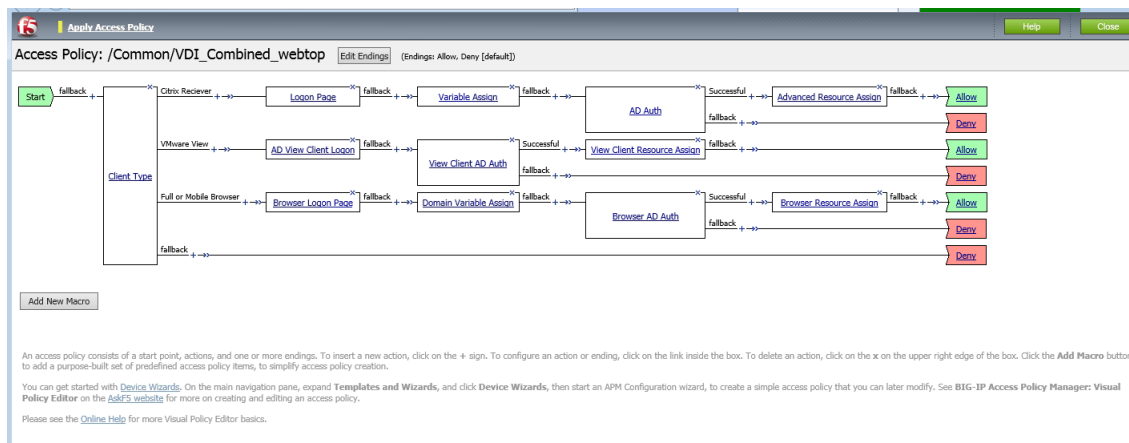 f5 Apply Access Policy Help Close
Access Policy: /Common/VDI_Combined_webtop Edit Endings (Endings: Allow, Deny [default])
Start fallback + Citrix Reciever + Logon Page fallback + Variable Assign fallback + AD Auth Successful + Advanced Resource Assign fallback + Allow
fallback + Deny
VMware View + AD View Client Logon fallback + View Client AD Auth Successful + View Client Resource Assign fallback + Allow
fallback + Deny
Client Type
Full or Mobile Browser + Browser Logon Page fallback + Domain Variable Assign fallback + Browser AD Auth Successful + Browser Resource Assign fallback + Allow
fallback + Deny
fallback + Deny
Add New Macro
An access policy consists of a start point, actions, and one or more endings. To insert a new action, click on the + sign. To configure an action or ending, click on the link inside the box. To delete an action, click on the x on the upper right edge of the box. Click the Add Macro button
to add a purpose-built set of predefined access policy items, to simplify access policy creation.
You can get started with Device Wizards. On the main navigation pane, expand Templates and Wizards, and click Device Wizards, then start an APM Configuration wizard, to create a simple access policy that you can later modify. See BIG-IP Access Policy Manager: Visual
Policy Editor on the AskF5 website for more on creating and editing an access policy.
Please see the Online Help for more Visual Policy Editor basics.